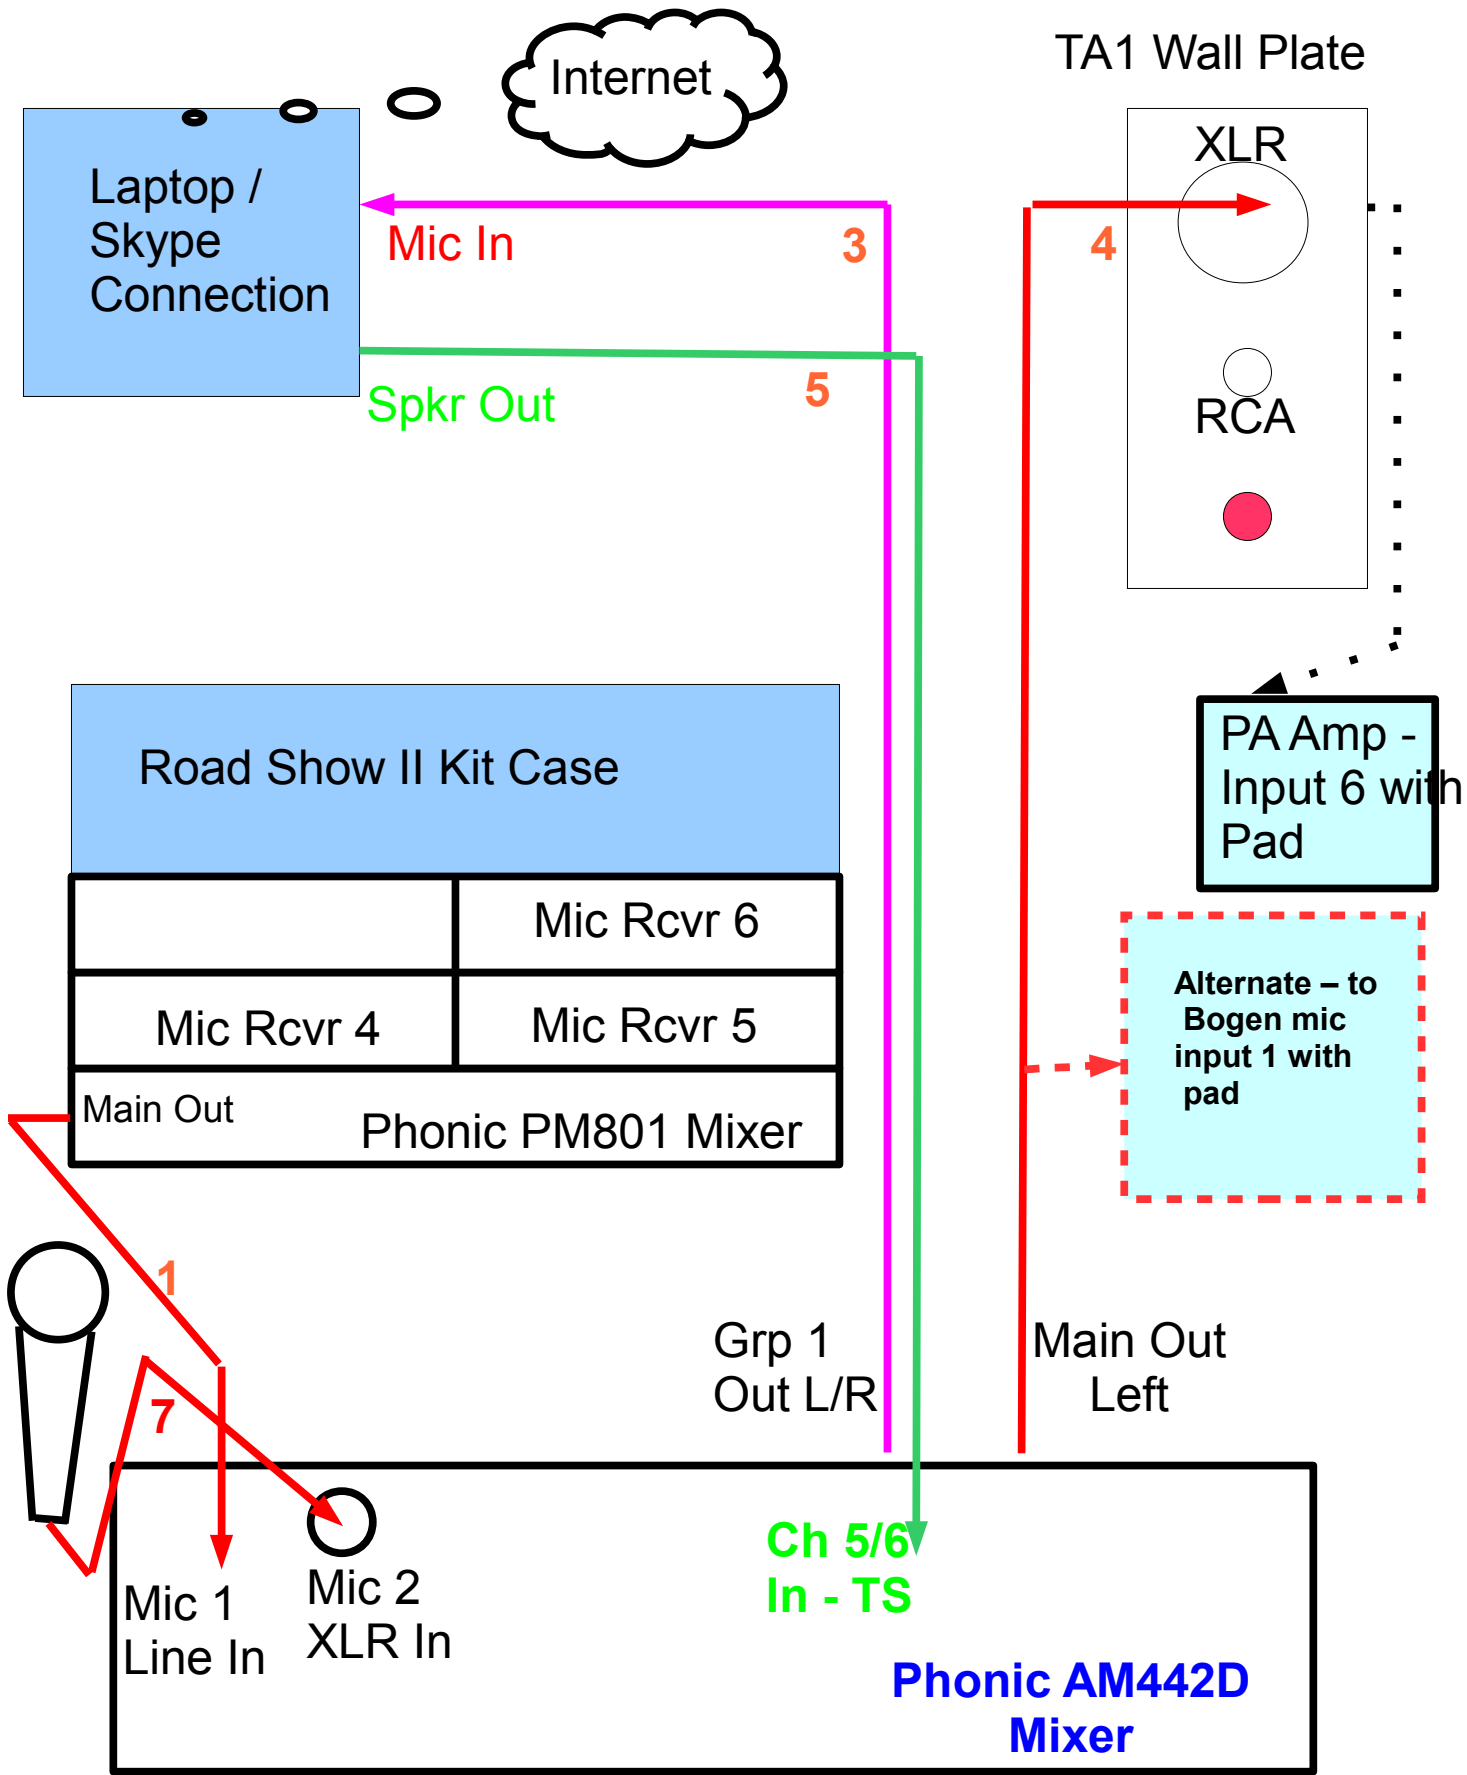 Internet
TA1 Wall Plate
XLR
Laptop /
Skype
Connection
Mic In
3
4
5
Spkr Out
RCA
Road Show II Kit Case
PA Amp -
Input 6 with
Pad
Mic Rcvr 6
Mic Rcvr 4
Mic Rcvr 5
Alternate – to
Bogen mic
input 1 with
pad
Main Out
Phonic PM801 Mixer
1
Grp 1
Out L/R
Main Out
Left
7
Ch 5/6
In - TS
Mic 1
Line In
Mic 2
XLR In
Phonic AM442D
Mixer